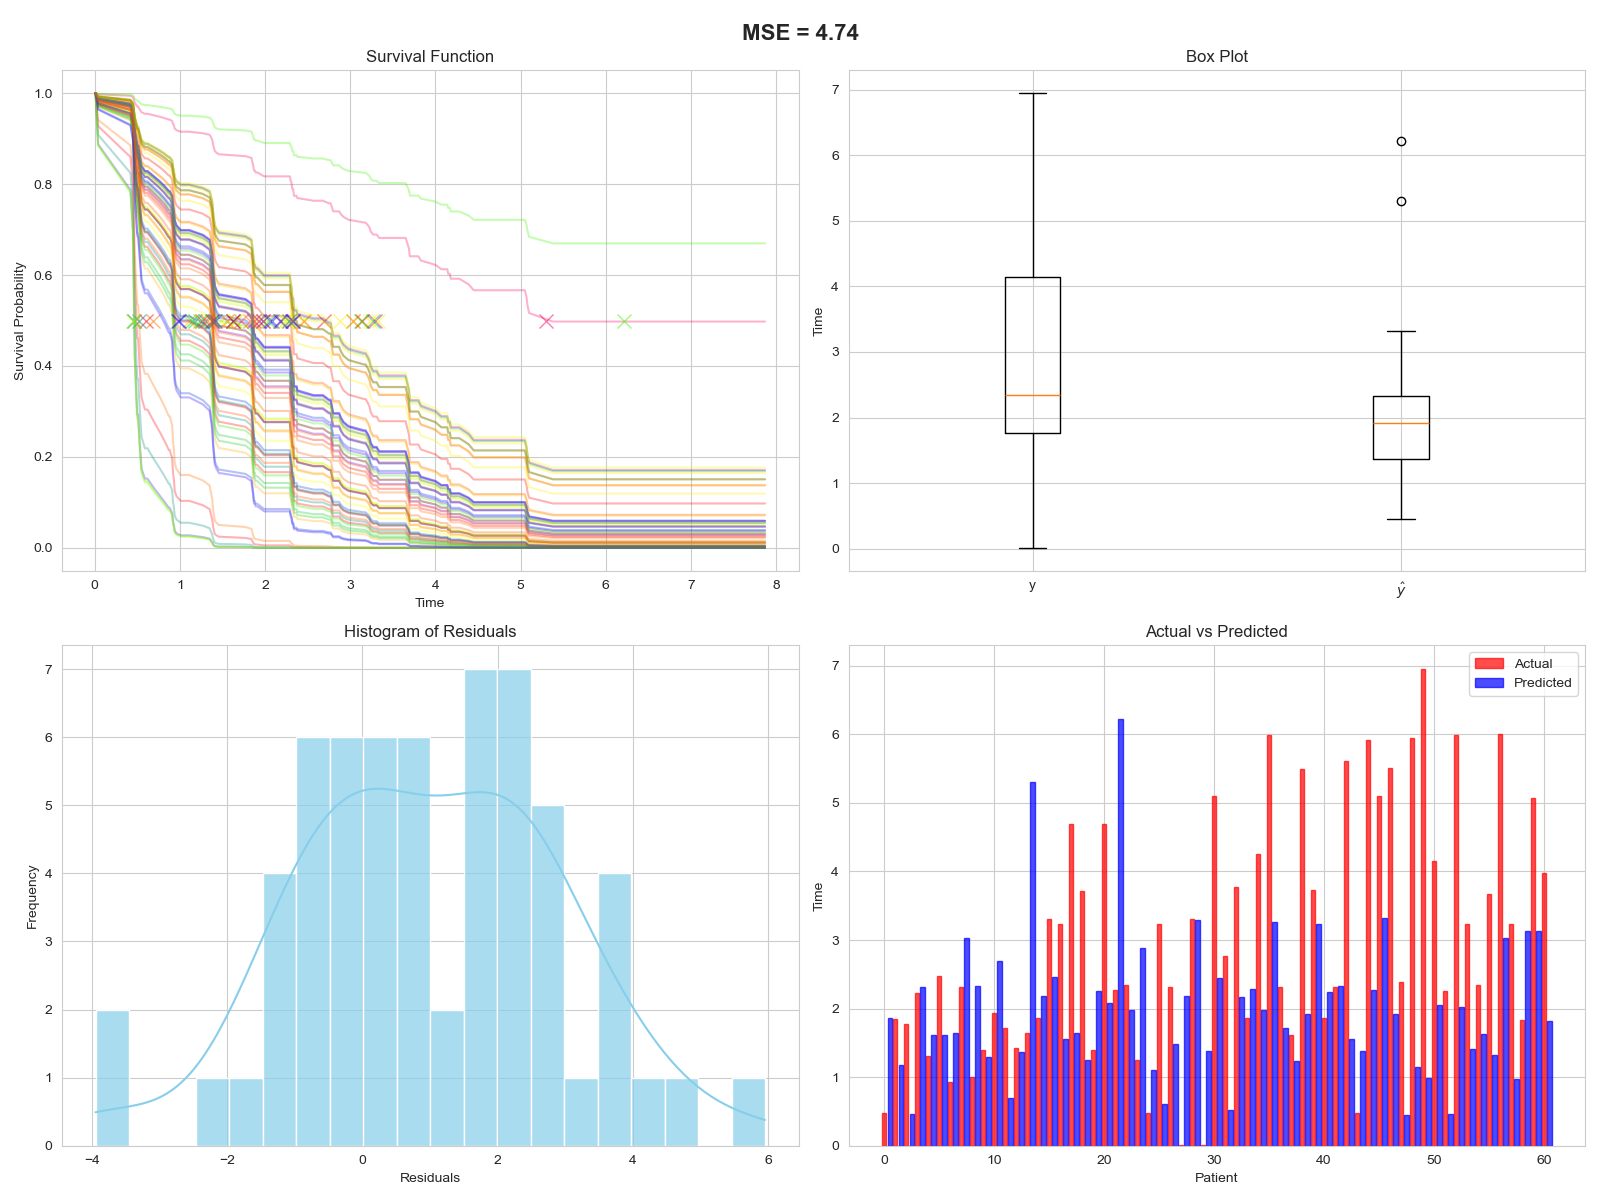 MSE = 4.74
Survival Function
Survival Probability
1.0
0.8
0.6
0.4
0.2
0.0
0 1 2 3 4 5 6 7 8
Time
Box Plot
Time
7
6
5
4
3
2
1
0
y ŷ
Histogram of Residuals
Frequency
7
6
5
4
3
2
1
0
−4 −2 0 2 4 6
Residuals
Actual vs Predicted
Actual
Predicted
Time
7
6
5
4
3
2
1
0
0 10 20 30 40 50 60
Patient